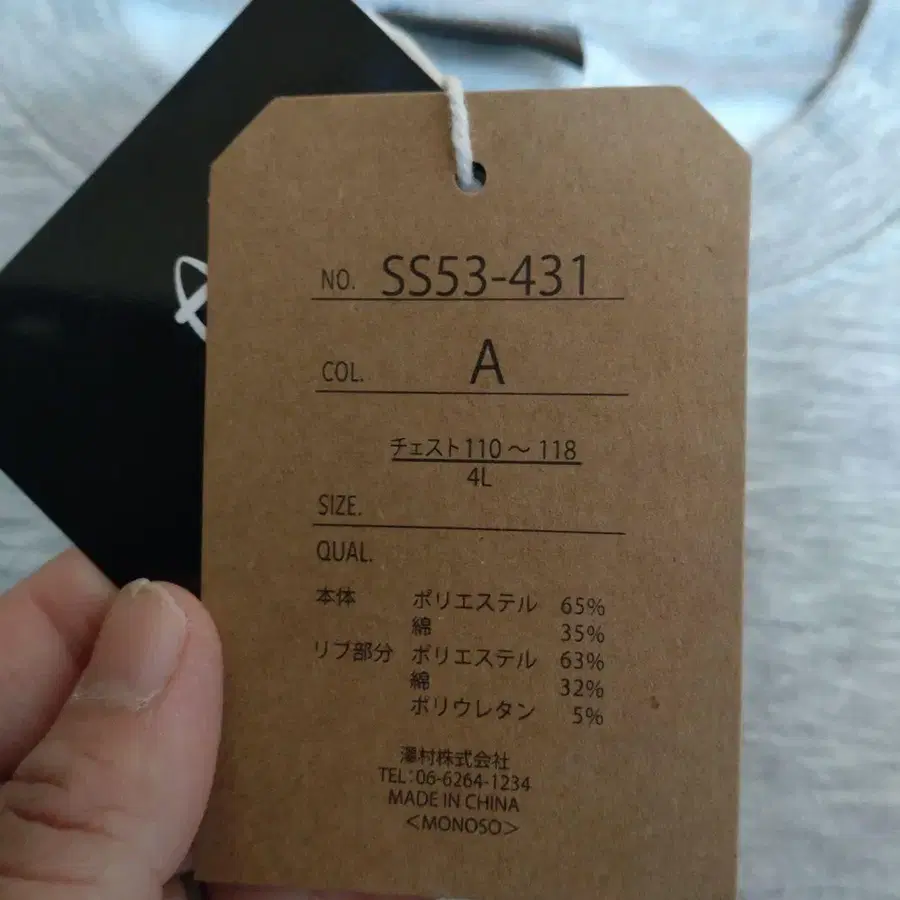 NO. SS53-431
COL. A
チェスト110～118
4L
SIZE.
QUAL.
本体 ポリエステル 65%
綿 35%
リブ部分 ポリエステル 63%
綿 32%
ポリウレタン 5%
澤村株式会社
TEL:06-6264-1234
MADE IN CHINA
<MONOSO>